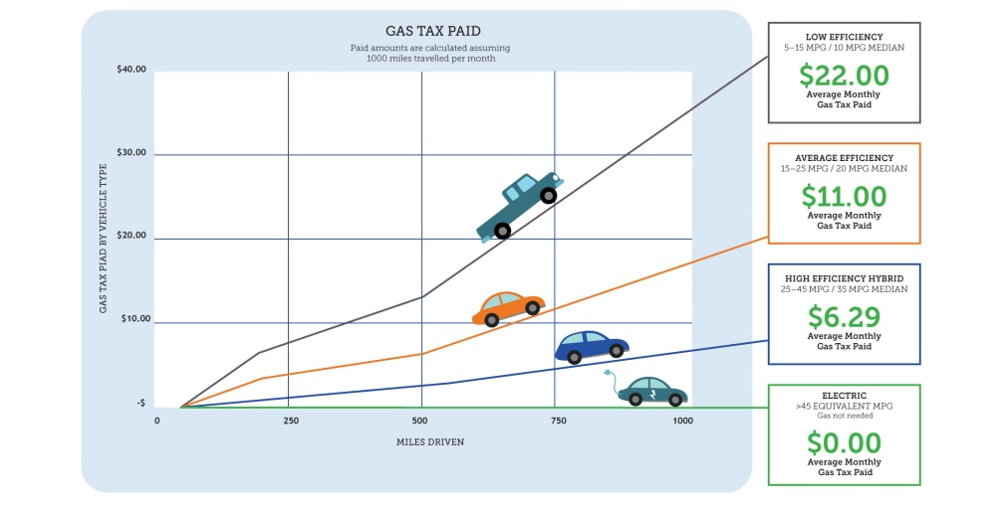 GAS TAX PAID
Paid amounts are calculated assuming
1000 miles travelled per month
$40.00
$30.00
$20.00
$10.00
-$
GAS TAX PIAD BY VEHICLE TYPE
0
250
500
750
1000
MILES DRIVEN
LOW EFFICIENCY
5–15 MPG / 10 MPG MEDIAN
$22.00
Average Monthly
Gas Tax Paid
AVERAGE EFFICIENCY
15–25 MPG / 20 MPG MEDIAN
$11.00
Average Monthly
Gas Tax Paid
HIGH EFFICIENCY HYBRID
25–45 MPG / 35 MPG MEDIAN
$6.29
Average Monthly
Gas Tax Paid
ELECTRIC
>45 EQUIVALENT MPG
Gas not needed
$0.00
Average Monthly
Gas Tax Paid